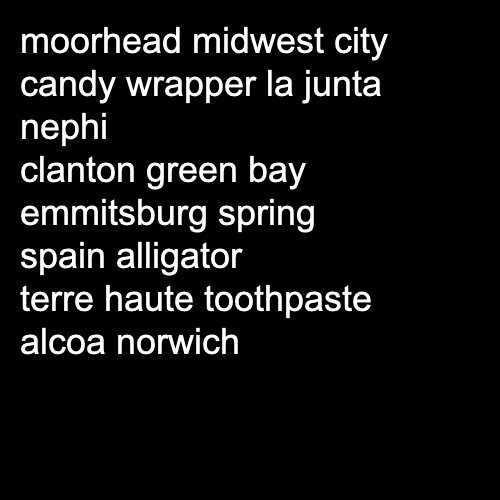 moorhead midwest city
candy wrapper la junta
nephi
clanton green bay
emmitsburg spring
spain alligator
terre haute toothpaste
alcoa norwich